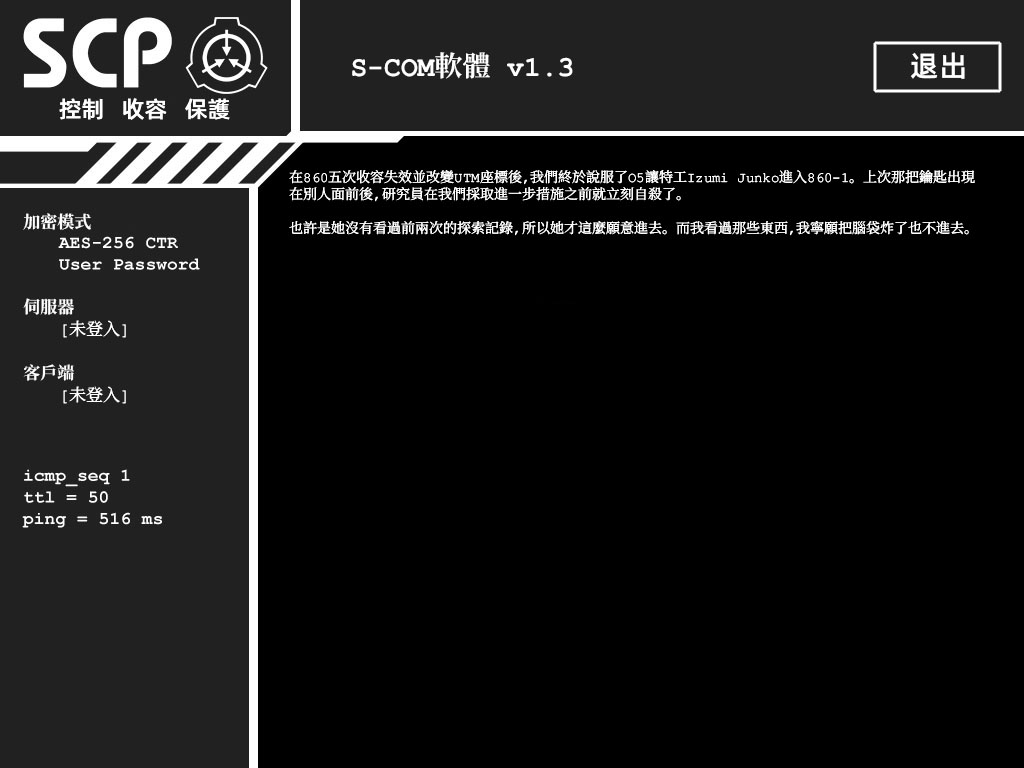 SCP
控制 收容 保護
S-COM軟體 v1.3
退出
加密模式
AES-256 CTR
User Password
伺服器
[未登入]
客戶端
[未登入]
icmp_seq 1
ttl = 50
ping = 516 ms
在860五次收容失效並改變UTM座標後,我們終於說服了O5讓特工Izumi Junko進入860-1。上次那把鑰匙出現
在別人面前後,研究員在我們採取進一步措施之前就立刻自殺了。
也許是她沒有看過前兩次的探索記錄,所以她才這麼願意進去。而我看過那些東西,我寧願把腦袋炸了也不進去。